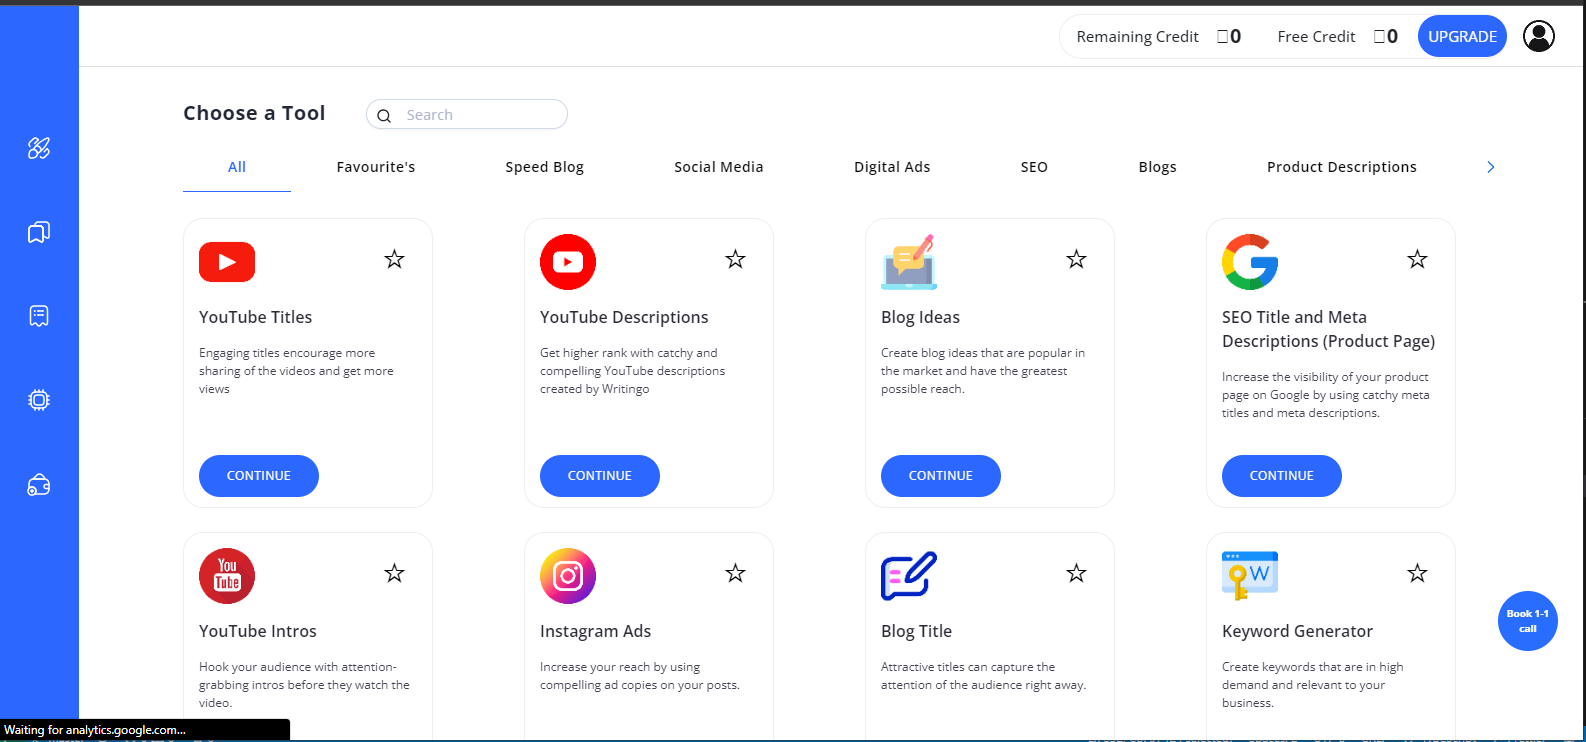 Remaining Credit 0 Free Credit 0 UPGRADE
Choose a Tool Search
All Favourite's Speed Blog Social Media Digital Ads SEO Blogs Product Descriptions
YouTube Titles
Engaging titles encourage more
sharing of the videos and get more
views
CONTINUE
YouTube Descriptions
Get higher rank with catchy and
compelling YouTube descriptions
created by Writingo
CONTINUE
Blog Ideas
Create blog ideas that are popular in
the market and have the greatest
possible reach.
CONTINUE
SEO Title and Meta
Descriptions (Product Page)
Increase the visibility of your product
page on Google by using catchy meta
titles and meta descriptions.
CONTINUE
You
Tube
YouTube Intros
Hook your audience with attention-
grabbing intros before they watch the
video.
Instagram Ads
Increase your reach by using
compelling ad copies on your posts.
Blog Title
Attractive titles can capture the
attention of the audience right away.
W
Keyword Generator
Create keywords that are in high
demand and relevant to your
business.
Book 1-1
call
Waiting for analytics.google.com...